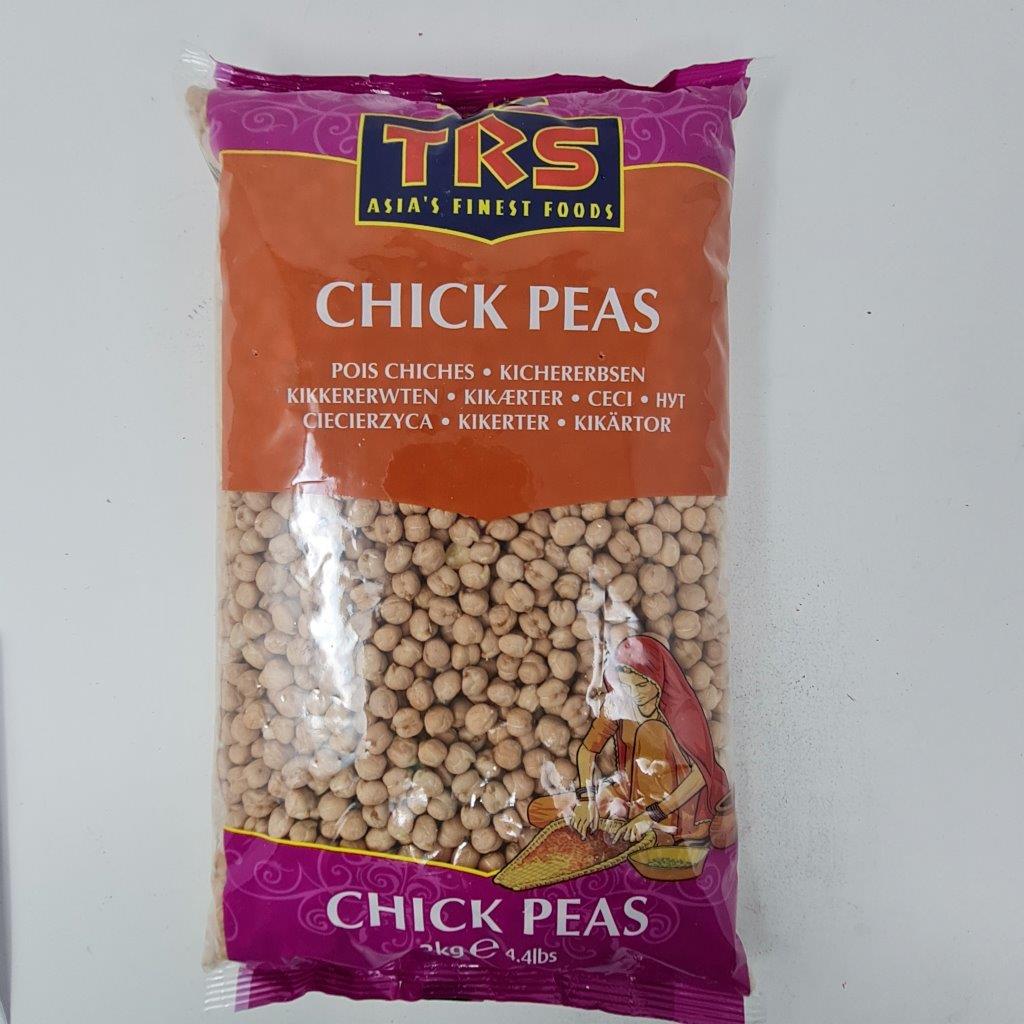 TRS
ASIA'S FINEST FOODS
CHICK PEAS
POIS CHICHES • KICHERERBSEN
KIKKERERWTEN • KIKÆRTER • CECI • НУТ
CIECIERZYCA • KIKERTER • KIKÄRTOR
CHICK PEAS
2kg ℮ 4.4lbs